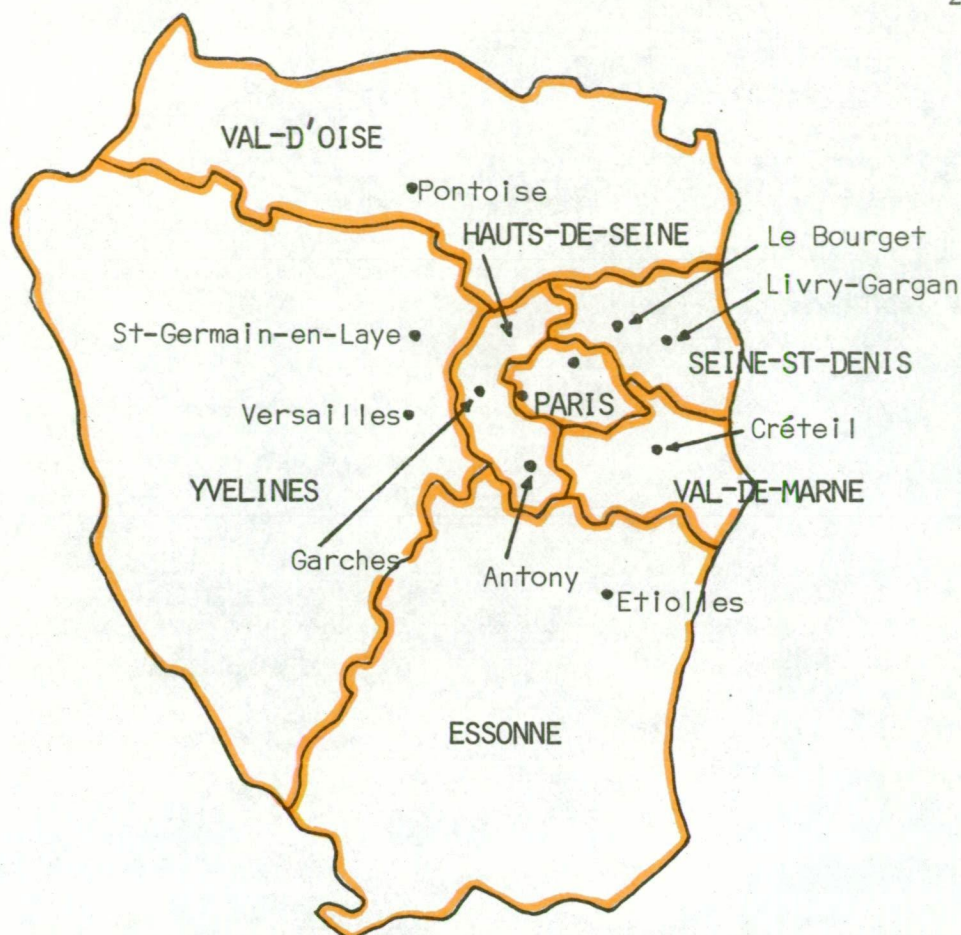 VAL-D'OISE
Pontoise
HAUTS-DE-SEINE
Le Bourget
Livry-Gargan
St-Germain-en-Laye
SEINE-ST-DENIS
Versailles
PARIS
Créteil
YVELINES
VAL-DE-MARNE
Garches
Antony
Etiolles
ESSONNE